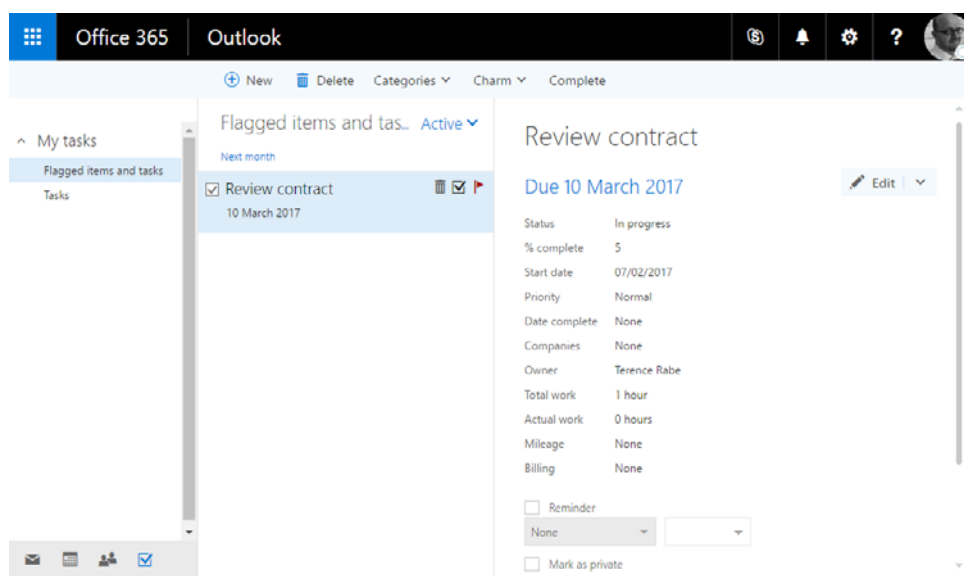 Office 365 Outlook ?
New Delete Categories Charm Complete
My tasks
Flagged items and tasks
Tasks
Flagged items and tas... Active
Next month
Review contract
10 March 2017
Review contract
Due 10 March 2017 Edit
Status In progress
% complete 5
Start date 07/02/2017
Priority Normal
Date complete None
Companies None
Owner Terence Rabe
Total work 1 hour
Actual work 0 hours
Mileage None
Billing None
Reminder
None
Mark as private